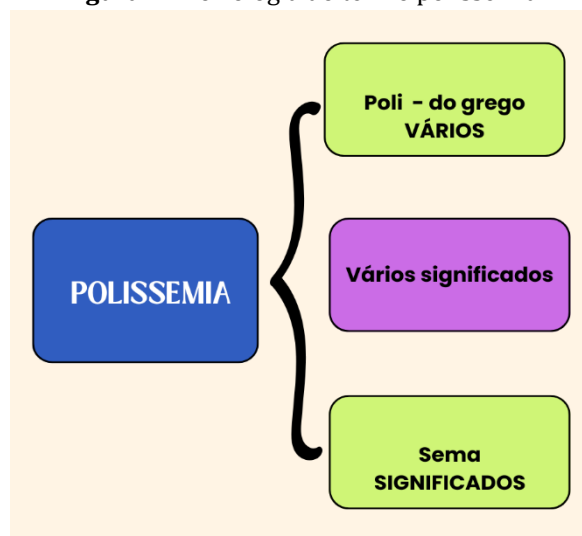 POLISSEMIA
Poli - do grego
VÁRIOS
Vários significados
Sema
SIGNIFICADOS